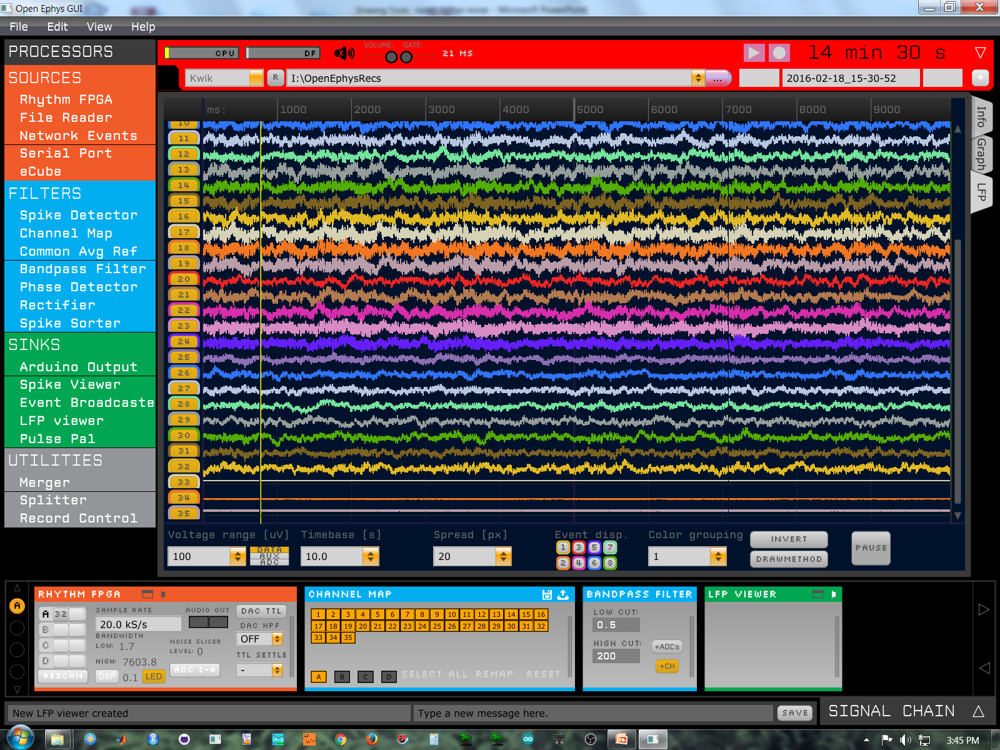 Open Ephys GUI
File Edit View Help
PROCESSORS
SOURCES
Rhythm FPGA
File Reader
Network Events
Serial Port
eCube
FILTERS
Spike Detector
Channel Map
Common Avg Ref
Bandpass Filter
Phase Detector
Rectifier
Spike Sorter
SINKS
Arduino Output
Spike Viewer
Event Broadcaste
LFP viewer
Pulse Pal
UTILITIES
Merger
Splitter
Record Control
CPU DF VOLUME: GATE: 21 MS 14 min 30 s
Kwik R I:\OpenEphysRecs ... 2016-02-18_15-30-52 +
Info
Graph
LFP
ms: 1000 2000 3000 4000 5000 6000 7000 8000 9000
10
11
12
13
14
15
16
17
18
19
20
21
22
23
24
25
26
27
28
29
30
31
32
33
34
35
Voltage range (uV) Timebase (s) Spread (px) Event disp. Color grouping
100 DATA AUX ADC 10.0 20 1 3 5 7 2 4 6 8 1
INVERT
DRAWMETHOD
PAUSE
A
RHYTHM FPGA
A 32
B
C
D
RESCAN
SAMPLE RATE
20.0 kS/s
BANDWIDTH
LOW: 1.7
HIGH: 7603.8
DSP 0.1 LED
AUDIO OUT
NOISE SLICER
LEVEL: 0
ADC 1-8
DAC TTL
DAC HPF
OFF
TTL SETTLE
-
CHANNEL MAP
1 2 3 4 5 6 7 8 9 10 11 12 13 14 15 16
17 18 19 20 21 22 23 24 25 26 27 28 29 30 31 32
33 34 35
A B C D SELECT ALL REMAP RESET
BANDPASS FILTER
LOW CUT:
0.5
HIGH CUT:
200
+ADCs
+CH
LFP VIEWER
New LFP viewer created
Type a new message here.
SAVE
SIGNAL CHAIN
3:45 PM